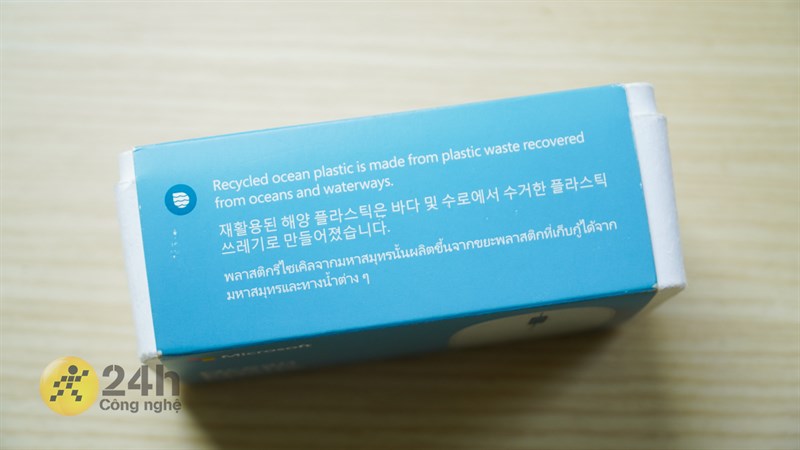 Recycled ocean plastic is made from plastic waste recovered
from oceans and waterways.
재활용된 해양 플라스틱은 바다 및 수로에서 수거한 플라스틱
쓰레기로 만들어졌습니다.
พลาสติกรีไซเคิลจากมหาสมุทรนั้นผลิตขึ้นจากขยะพลาสติกที่เก็บกู้ได้จาก
มหาสมุทรและทางน้ำต่าง ๆ
Microsoft
24h
Công nghệ